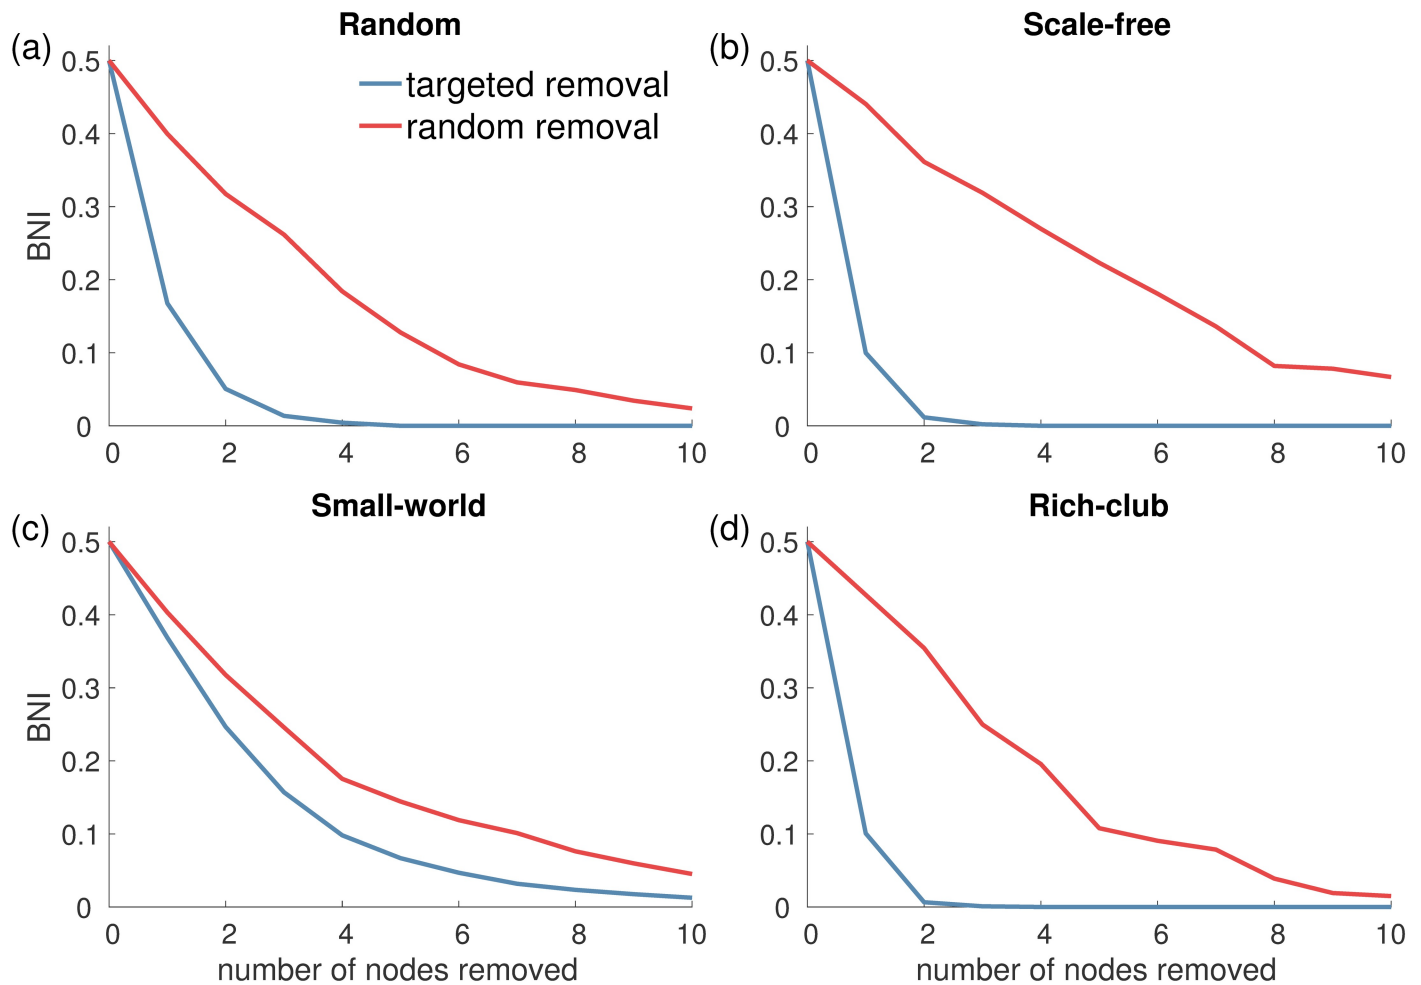 (a)
Random
0.5
0.4
0.3
0.2
0.1
0
BNI
targeted removal
random removal
0 2 4 6 8 10
(b)
Scale-free
0.5
0.4
0.3
0.2
0.1
0
0 2 4 6 8 10
(c)
Small-world
0.5
0.4
0.3
0.2
0.1
0
BNI
0 2 4 6 8 10
number of nodes removed
(d)
Rich-club
0.5
0.4
0.3
0.2
0.1
0
0 2 4 6 8 10
number of nodes removed